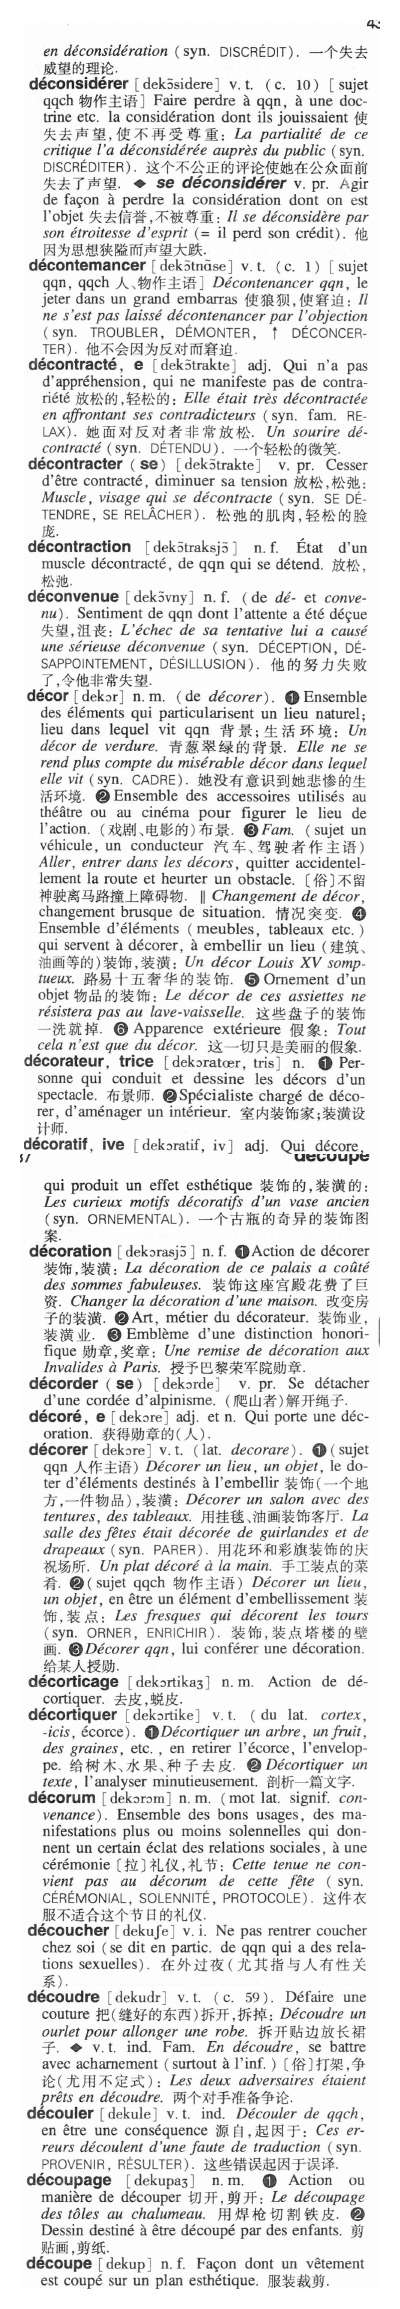 43
en déconsidération (syn. DISCRÉDIT). 一个失去
威望的理论.
déconsidérer [dekɔ̃sidere] v. t. (c. 10) [sujet
qqch 物作主语] Faire perdre à qqn, à une doc-
trine etc. la considération dont ils jouissaient 使
失去声望,使不再受尊重: La partialité de ce
critique l'a déconsidérée auprès du public (syn.
DISCRÉDITER). 这个不公正的评论使她在公众面前
失去了声望. ◆ se déconsidérer v. pr. Agir
de façon à perdre la considération dont on est
l'objet 失去信誉,不被尊重: Il se déconsidère par
son étroitesse d'esprit (= il perd son crédit). 他
因为思想狭隘而声望大跌.
décontenancer [dekɔ̃tnɑ̃se] v. t. (c. 1) [sujet
qqn, qqch 人、物作主语] Décontenancer qqn, le
jeter dans un grand embarras 使狼狈,使窘迫: Il
ne s'est pas laissé décontenancer par l'objection
(syn. TROUBLER, DÉMONTER, ↑ DÉCONCER-
TER). 他不会因为反对而窘迫.
décontracté, e [dekɔ̃trakte] adj. Qui n'a pas
d'appréhension, qui ne manifeste pas de contra-
riété 放松的,轻松的: Elle était très décontractée
en affrontant ses contradicteurs (syn. fam. RE-
LAX). 她面对反对者非常放松. Un sourire dé-
contracté (syn. DÉTENDU). 一个轻松的微笑.
décontracter (se) [dekɔ̃trakte] v. pr. Cesser
d'être contracté, diminuer sa tension 放松,松弛:
Muscle, visage qui se décontracte (syn. SE DÉ-
TENDRE, SE RELÂCHER). 松弛的肌肉,轻松的脸
庞.
décontraction [dekɔ̃traksjɔ̃] n. f. État d'un
muscle décontracté, de qqn qui se détend. 放松,
松弛.
déconvenue [dekɔ̃vny] n. f. (de dé- et conve-
nu). Sentiment de qqn dont l'attente a été déçue
失望,沮丧: L'échec de sa tentative lui a causé
une sérieuse déconvenue (syn. DÉCEPTION, DÉ-
SAPPOINTEMENT, DÉSILLUSION). 他的努力失败
了,令他非常失望.
décor [dekɔr] n. m. (de décorer). ❶ Ensemble
des éléments qui particularisent un lieu naturel;
lieu dans lequel vit qqn 背景;生活环境: Un
décor de verdure. 青葱翠绿的背景. Elle ne se
rend plus compte du misérable décor dans lequel
elle vit (syn. CADRE). 她没有意识到她悲惨的生
活环境. ❷ Ensemble des accessoires utilisés au
théâtre ou au cinéma pour figurer le lieu de
l'action. (戏剧、电影的)布景. ❸ Fam. (sujet un
véhicule, un conducteur 汽车、驾驶者作主语)
Aller, entrer dans les décors, quitter accidentel-
lement la route et heurter un obstacle. [俗]不留
神驶离马路撞上障碍物. ‖ Changement de décor,
changement brusque de situation. 情况突变. ❹
Ensemble d'éléments (meubles, tableaux etc.)
qui servent à décorer, à embellir un lieu (建筑、
油画等的)装饰,装潢: Un décor Louis XV somp-
tueux. 路易十五奢华的装饰. ❺ Ornement d'un
objet 物品的装饰: Le décor de ces assiettes ne
résistera pas au lave-vaisselle. 这些盘子的装饰
一洗就掉. ❻ Apparence extérieure 假象: Tout
cela n'est que du décor. 这一切只是美丽的假象.
décorateur, trice [dekɔratœr, tris] n. ❶ Per-
sonne qui conduit et dessine les décors d'un
spectacle. 布景师. ❷ Spécialiste chargé de déco-
rer, d'aménager un intérieur. 室内装饰家;装潢设
计师.
décoratif, ive [dekɔratif, iv] adj. Qui décore,
découpe
qui produit un effet esthétique 装饰的,装潢的:
Les curieux motifs décoratifs d'un vase ancien
(syn. ORNEMENTAL). 一个古瓶的奇异的装饰图
案.
décoration [dekɔrasjɔ̃] n. f. ❶ Action de décorer
装饰,装潢: La décoration de ce palais a coûté
des sommes fabuleuses. 装饰这座宫殿花费了巨
资. Changer la décoration d'une maison. 改变房
子的装潢. ❷ Art, métier du décorateur. 装饰业,
装潢业. ❸ Emblème d'une distinction honori-
fique 勋章,奖章: Une remise de décoration aux
Invalides à Paris. 授予巴黎荣军院勋章.
décorder (se) [dekɔrde] v. pr. Se détacher
d'une cordée d'alpinisme. (爬山者)解开绳子.
décoré, e [dekɔre] adj. et n. Qui porte une déc-
oration. 获得勋章的(人).
décorer [dekɔre] v. t. (lat. decorare). ❶ (sujet
qqn 人作主语) Décorer un lieu, un objet, le do-
ter d'éléments destinés à l'embellir 装饰(一个地
方,一件物品),装潢: Décorer un salon avec des
tentures, des tableaux. 用挂毯、油画装饰客厅. La
salle des fêtes était décorée de guirlandes et de
drapeaux (syn. PARER). 用花环和彩旗装饰的庆
祝场所. Un plat décoré à la main. 手工装点的菜
肴. ❷ (sujet qqch 物作主语) Décorer un lieu,
un objet, en être un élément d'embellissement 装
饰,装点: Les fresques qui décorent les tours
(syn. ORNER, ENRICHIR). 装饰,装点塔楼的壁
画. ❸ Décorer qqn, lui conférer une décoration.
给某人授勋.
décorticage [dekɔrtikaʒ] n. m. Action de dé-
cortiquer. 去皮,蜕皮.
décortiquer [dekɔrtike] v. t. (du lat. cortex,
-icis, écorce). ❶ Décortiquer un arbre, un fruit,
des graines, etc., en retirer l'écorce, l'envelop-
pe. 给树木、水果、种子去皮. ❷ Décortiquer un
texte, l'analyser minutieusement. 剖析一篇文字.
décorum [dekɔrɔm] n. m. (mot lat. signif. con-
venance). Ensemble des bons usages, des ma-
nifestations plus ou moins solennelles qui don-
nent un certain éclat des relations sociales, à une
cérémonie [拉]礼仪,礼节: Cette tenue ne con-
vient pas au décorum de cette fête (syn.
CÉRÉMONIAL, SOLENNITÉ, PROTOCOLE). 这件衣
服不适合这个节日的礼仪.
découcher [dekuʃe] v. i. Ne pas rentrer coucher
chez soi (se dit en partic. de qqn qui a des rela-
tions sexuelles). 在外过夜(尤其指与人有性关
系).
découdre [dekudr] v. t. (c. 59). Défaire une
couture 把(缝好的东西)拆开,拆掉: Découdre un
ourlet pour allonger une robe. 拆开贴边放长裙
子. ◆ v. t. ind. Fam. En découdre, se battre
avec acharnement (surtout à l'inf.) [俗]打架,争
论(尤用不定式): Les deux adversaires étaient
prêts en découdre. 两个对手准备争论.
découler [dekule] v. t. ind. Découler de qqch,
en être une conséquence 源自,起因于: Ces er-
reurs découlent d'une faute de traduction (syn.
PROVENIR, RÉSULTER). 这些错误起因于误译.
découpage [dekupaʒ] n. m. ❶ Action ou
manière de découper 切开,剪开: Le découpage
des tôles au chalumeau. 用焊枪切割铁皮. ❷
Dessin destiné à être découpé par des enfants. 剪
贴画,剪纸.
découpe [dekup] n. f. Façon dont un vêtement
est coupé sur un plan esthétique. 服装裁剪.